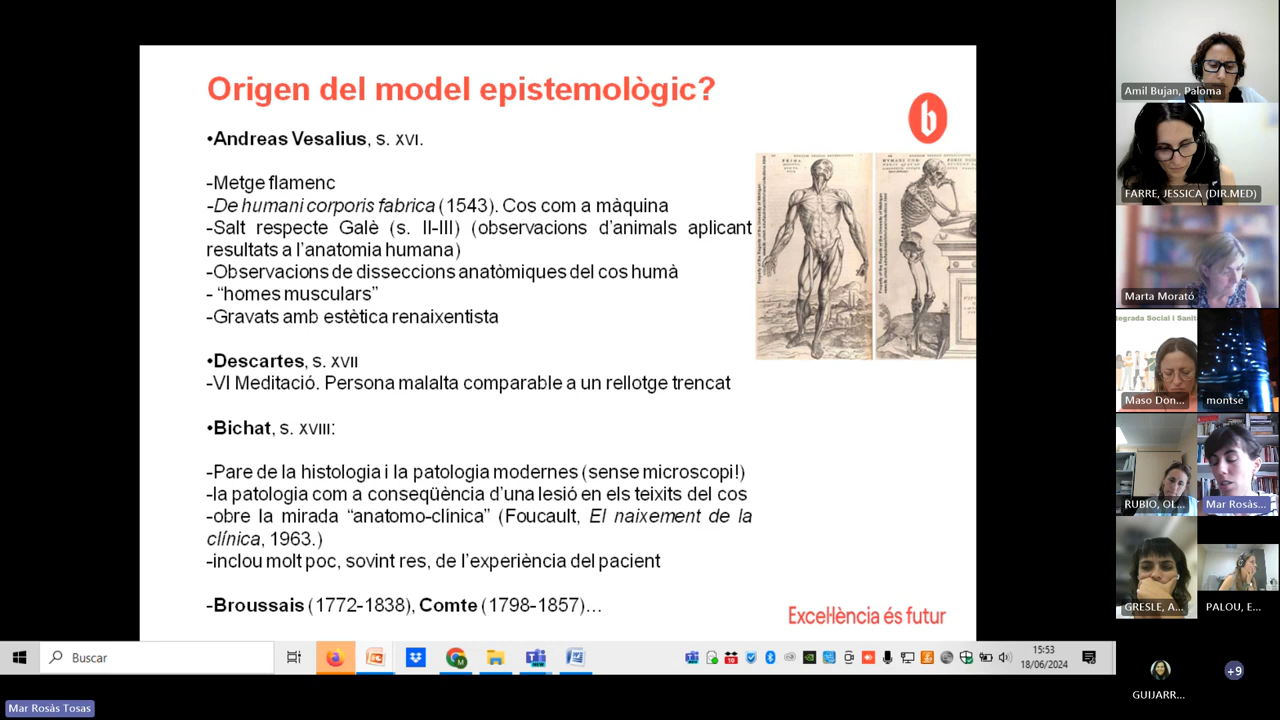 Origen del model epistemològic?
•Andreas Vesalius, s. XVI.
-Metge flamenc
-De humani corporis fabrica (1543). Cos com a màquina
-Salt respecte Galè (s. II-III) (observacions d'animals aplicant
resultats a l'anatomia humana)
-Observacions de disseccions anatòmiques del cos humà
- “homes musculars”
-Gravats amb estètica renaixentista
•Descartes, s. XVII
-VI Meditació. Persona malalta comparable a un rellotge trencat
•Bichat, s. XVIII:
-Pare de la histologia i la patologia modernes (sense microscopi!)
-la patologia com a conseqüència d'una lesió en els teixits del cos
-obre la mirada “anatomo-clínica” (Foucault, El naixement de la
clínica, 1963.)
-inclou molt poc, sovint res, de l'experiència del pacient
-Broussais (1772-1838), Comte (1798-1857)…
b
Excel·lència és futur
Amil Bujan, Paloma
FARRE, JESSICA (DIR.MED)
Marta Morató
tegrada Social i Sanit
Maso Don...
montse
RUBIO, OL...
Mar Rosàs...
GRESLE, A...
PALOU, E...
GUIJARR...
+9
Buscar
15:53
18/06/2024
Mar Rosàs Tosas